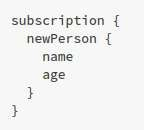 subscription {
  newPerson {
    name
    age
  }
}